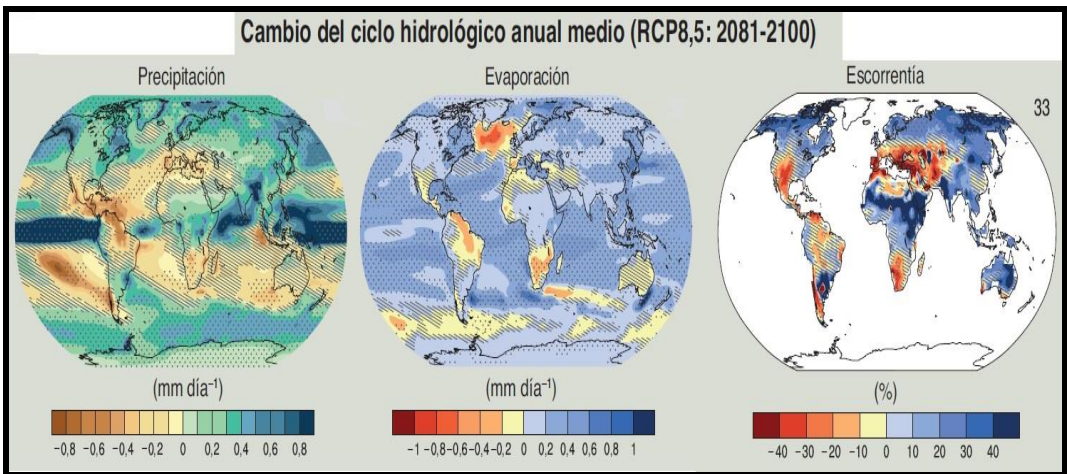 Cambio del ciclo hidrológico anual medio (RCP8,5: 2081-2100)
Precipitación Evaporación Escorrentía
33
(mm día⁻¹) (mm día⁻¹) (%)
−0,8 −0,6 −0,4 −0,2 0 0,2 0,4 0,6 0,8
−1 −0,8−0,6−0,4−0,2 0 0,2 0,4 0,6 0,8 1
−40 −30 −20 −10 0 10 20 30 40